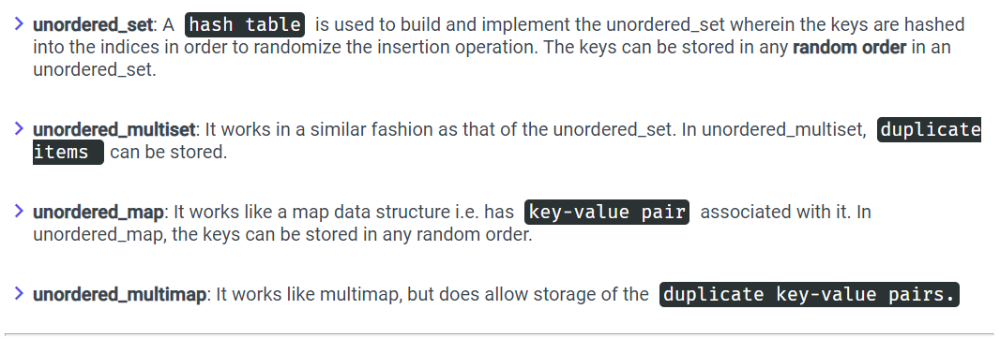 unordered_set: A hash table is used to build and implement the unordered_set wherein the keys are hashed
into the indices in order to randomize the insertion operation. The keys can be stored in any random order in an
unordered_set.
unordered_multiset: It works in a similar fashion as that of the unordered_set. In unordered_multiset, duplicate
items can be stored.
unordered_map: It works like a map data structure i.e. has key-value pair associated with it. In
unordered_map, the keys can be stored in any random order.
unordered_multimap: It works like multimap, but does allow storage of the duplicate key-value pairs.